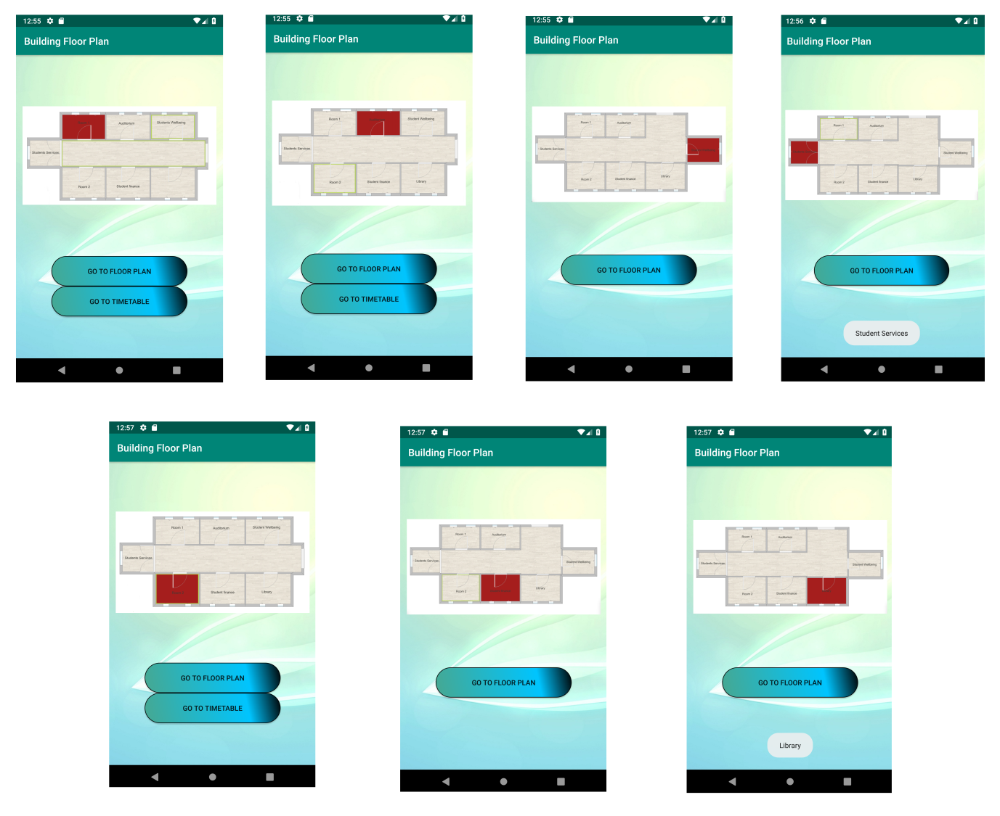 12:55
Building Floor Plan
Auditorium
Students Wellbeing
Students Services
Room 2
Student finance
GO TO FLOOR PLAN
GO TO TIMETABLE
12:55
Building Floor Plan
Room 1
Student Wellbeing
Students Services
Room 2
Student finance
Library
GO TO FLOOR PLAN
GO TO TIMETABLE
12:55
Building Floor Plan
Room 1
Auditorium
Students Services
Room 2
Student finance
Library
GO TO FLOOR PLAN
12:56
Building Floor Plan
Room 1
Auditorium
Student Wellbeing
Room 2
Student finance
Library
GO TO FLOOR PLAN
Student Services
12:57
Building Floor Plan
Room 1
Auditorium
Student Wellbeing
Students Services
Student finance
Library
GO TO FLOOR PLAN
GO TO TIMETABLE
12:57
Building Floor Plan
Room 1
Auditorium
Students Services
Student Wellbeing
Room 2
Library
GO TO FLOOR PLAN
12:57
Building Floor Plan
Room 1
Auditorium
Students Services
Student Wellbeing
Room 2
Student finance
GO TO FLOOR PLAN
Library